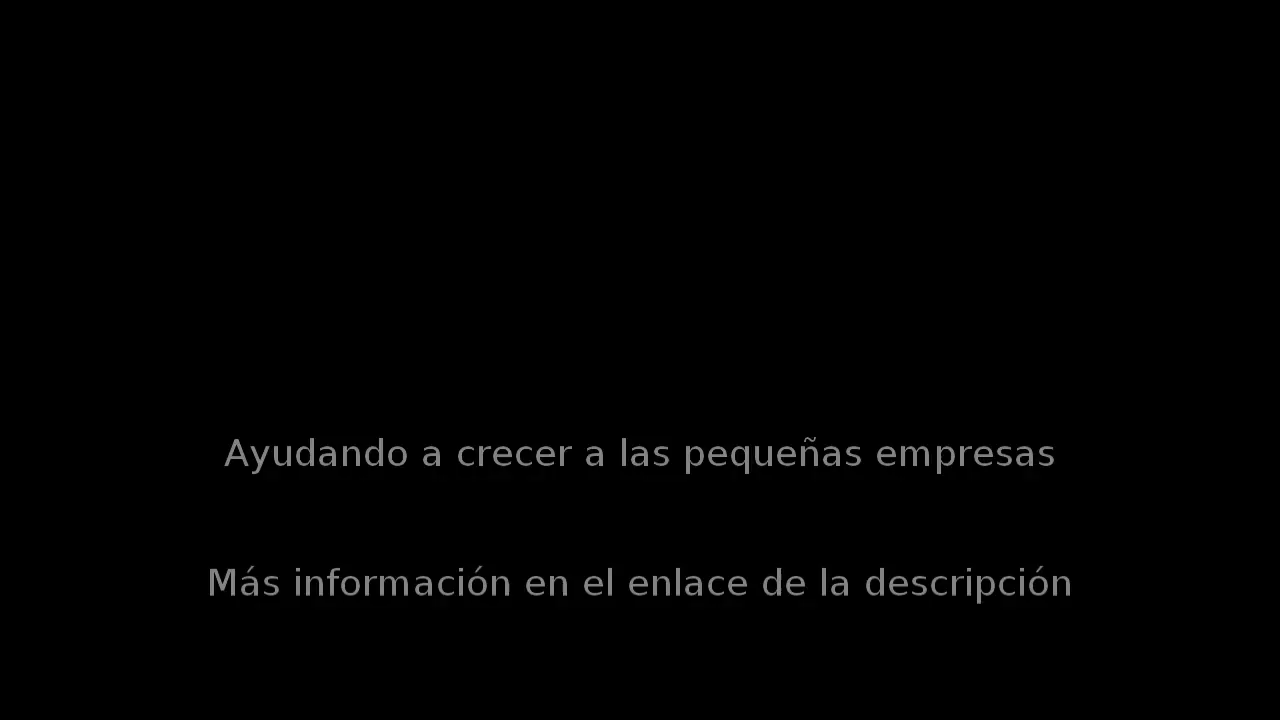 Ayudando a crecer a las pequeñas empresas
Más información en el enlace de la descripción